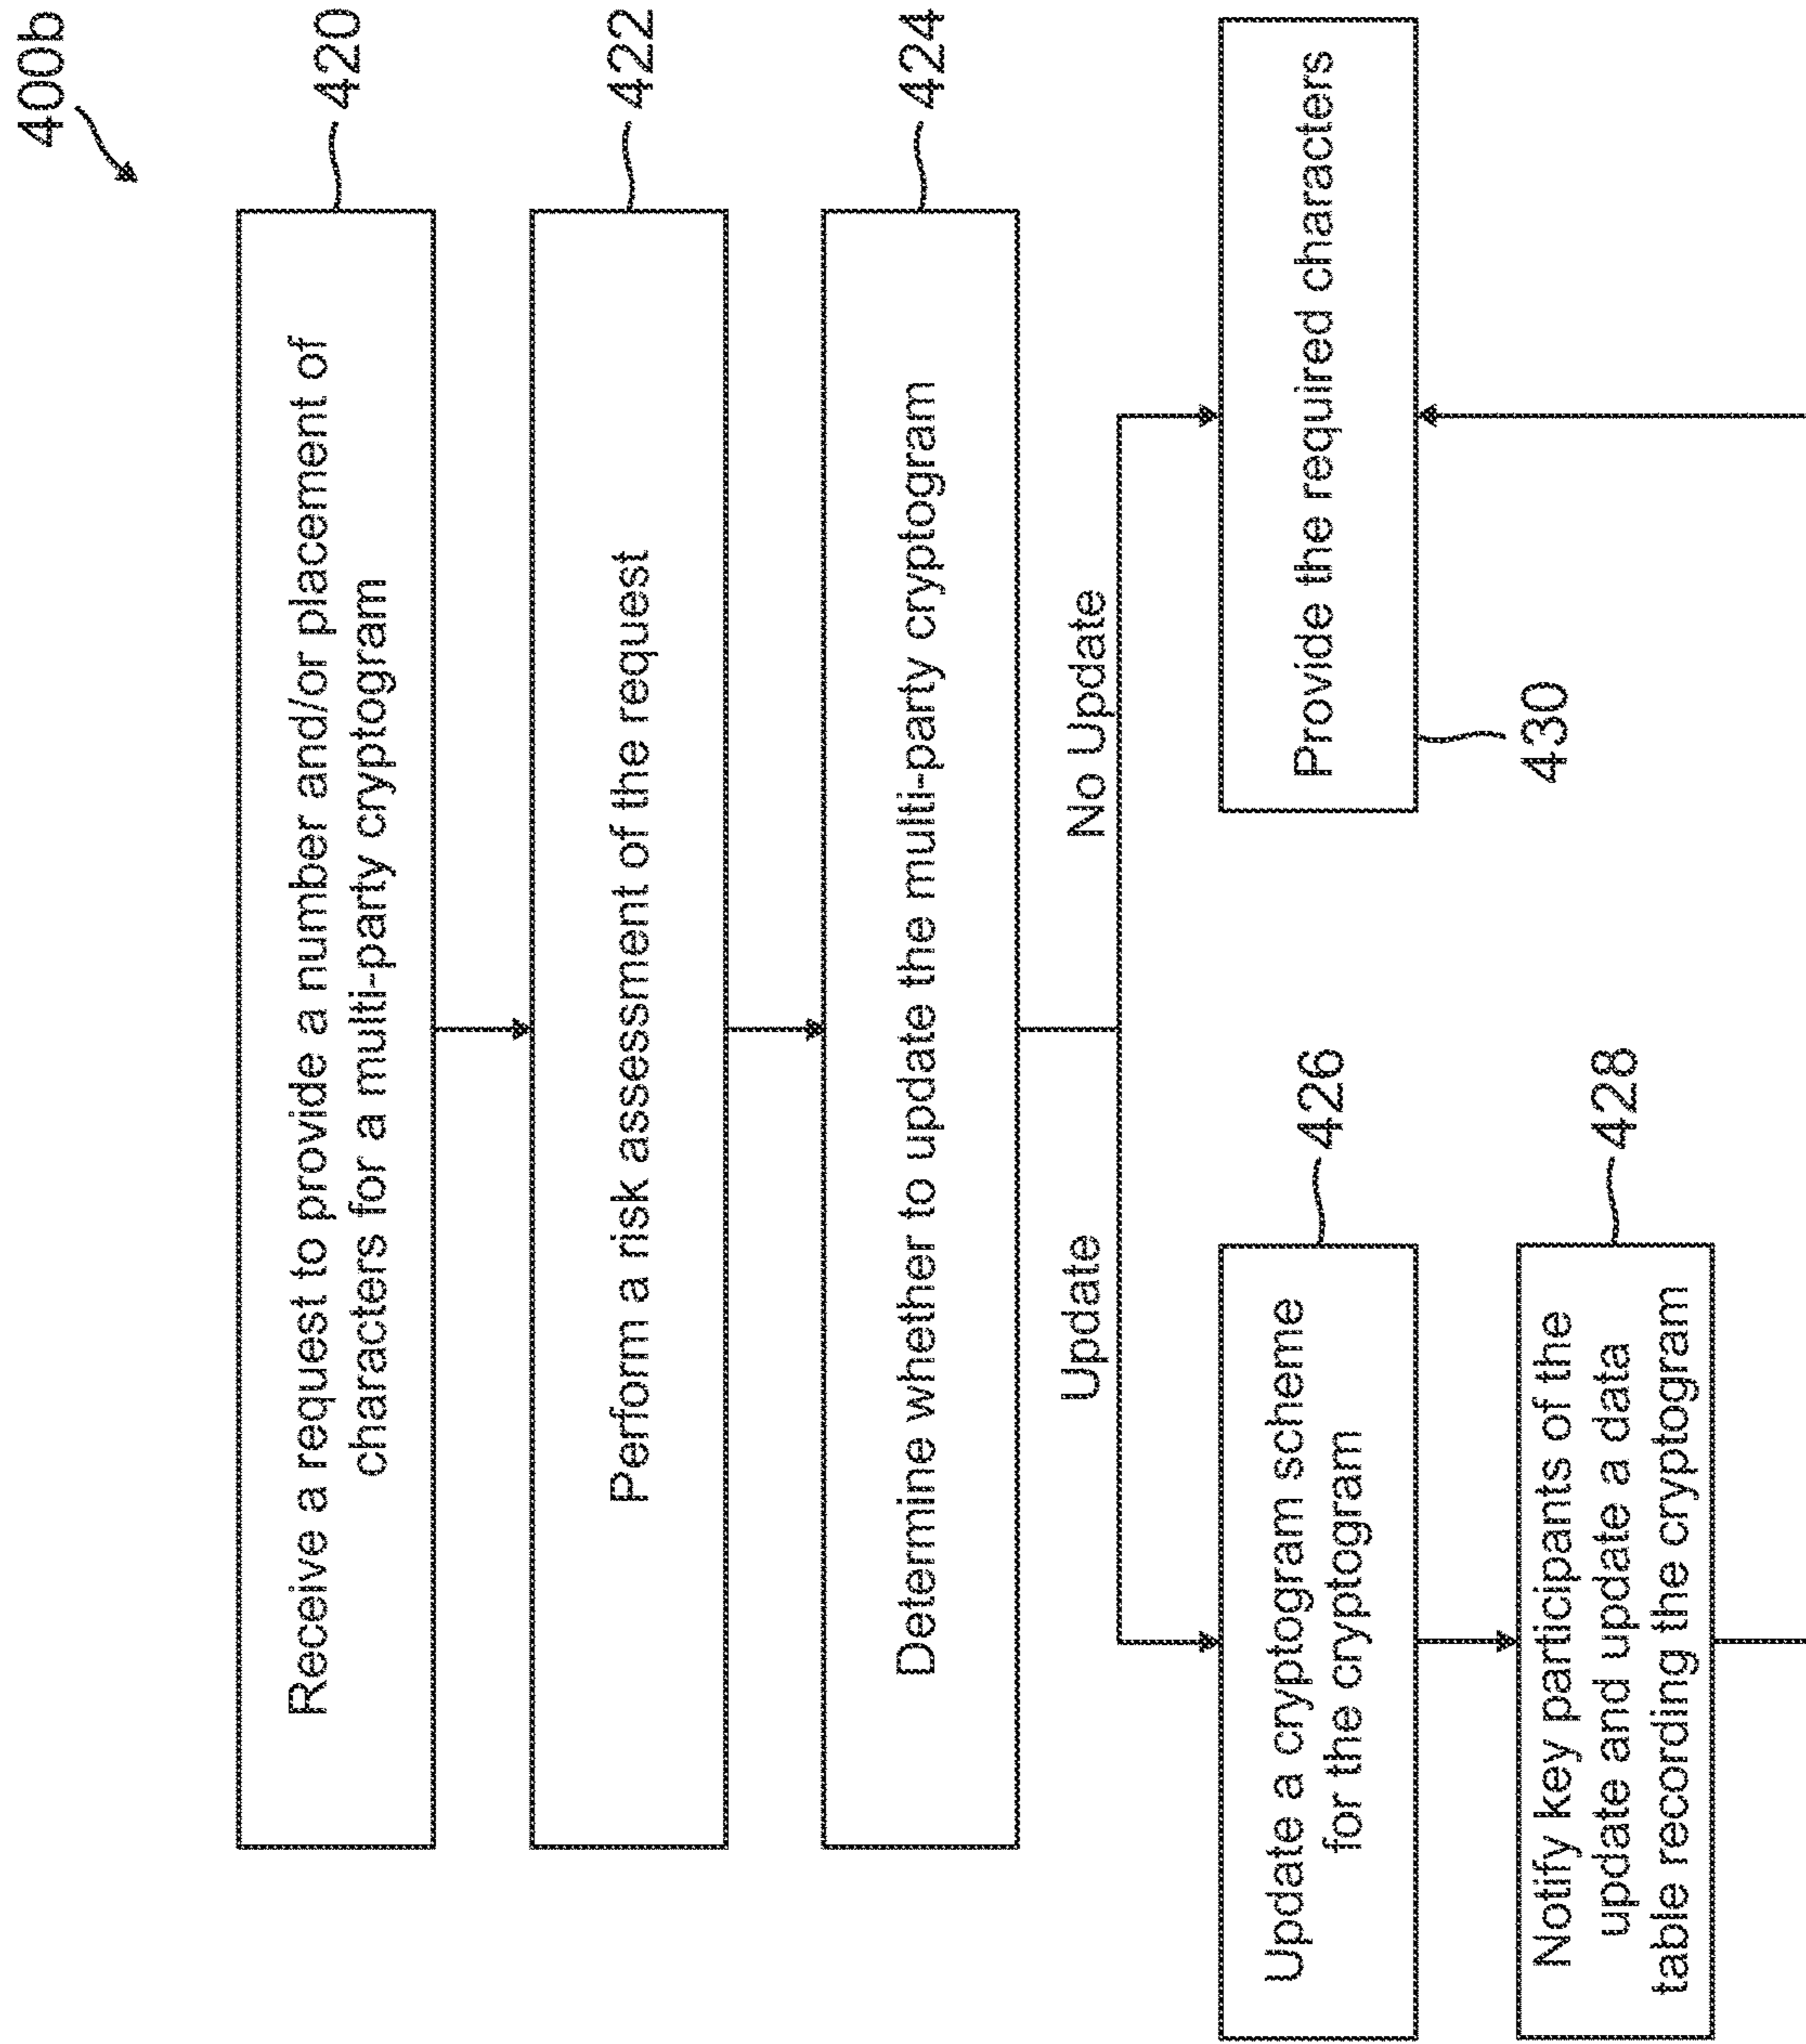 400b
Receive a request to provide a number and/or placement of
characters for a multi-party cryptogram
420
Perform a risk assessment of the request
422
Determine whether to update the multi-party cryptogram
424
Update
No Update
Update a cryptogram scheme
for the cryptogram
426
Provide the required characters
430
Notify key participants of the
update and update a data
table recording the cryptogram
428